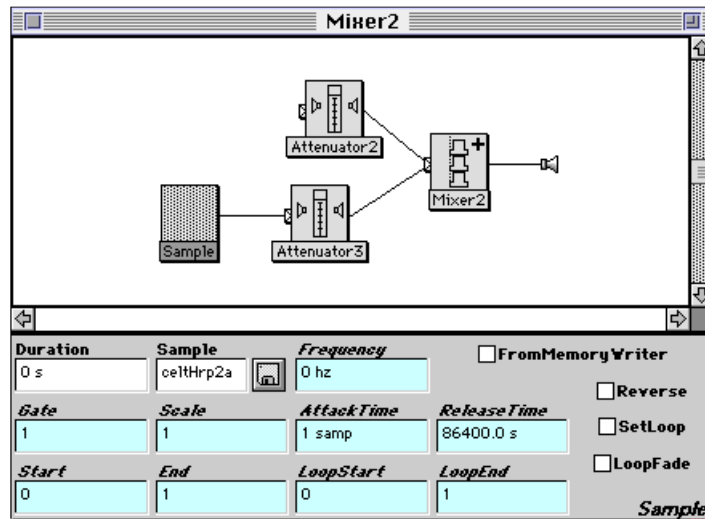 Mixer2
Attenuator2
Mixer2
Sample
Attenuator3
Duration Sample Frequency FromMemoryWriter
0 s celtHrp2a 0 hz
Reverse
Gate Scale AttackTime ReleaseTime
1 1 1 samp 86400.0 s SetLoop
LoopFade
Start End LoopStart LoopEnd
0 1 0 1
Sample